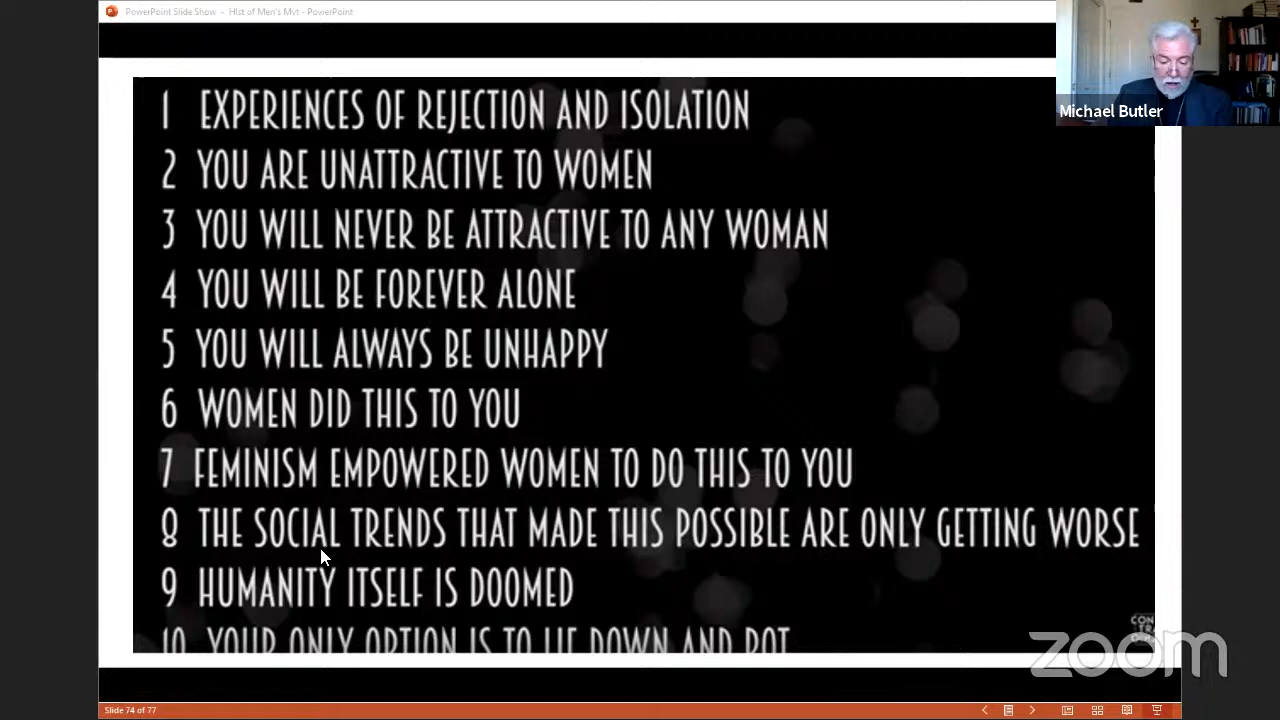 PowerPoint Slide Show - Hist of Men's Mvt - PowerPoint
Michael Butler
1 EXPERIENCES OF REJECTION AND ISOLATION
2 YOU ARE UNATTRACTIVE TO WOMEN
3 YOU WILL NEVER BE ATTRACTIVE TO ANY WOMAN
4 YOU WILL BE FOREVER ALONE
5 YOU WILL ALWAYS BE UNHAPPY
6 WOMEN DID THIS TO YOU
7 FEMINISM EMPOWERED WOMEN TO DO THIS TO YOU
8 THE SOCIAL TRENDS THAT MADE THIS POSSIBLE ARE ONLY GETTING WORSE
9 HUMANITY ITSELF IS DOOMED
10 YOUR ONLY OPTION IS TO LIE DOWN AND ROT
CON
TR
zoom
Slide 74 of 77